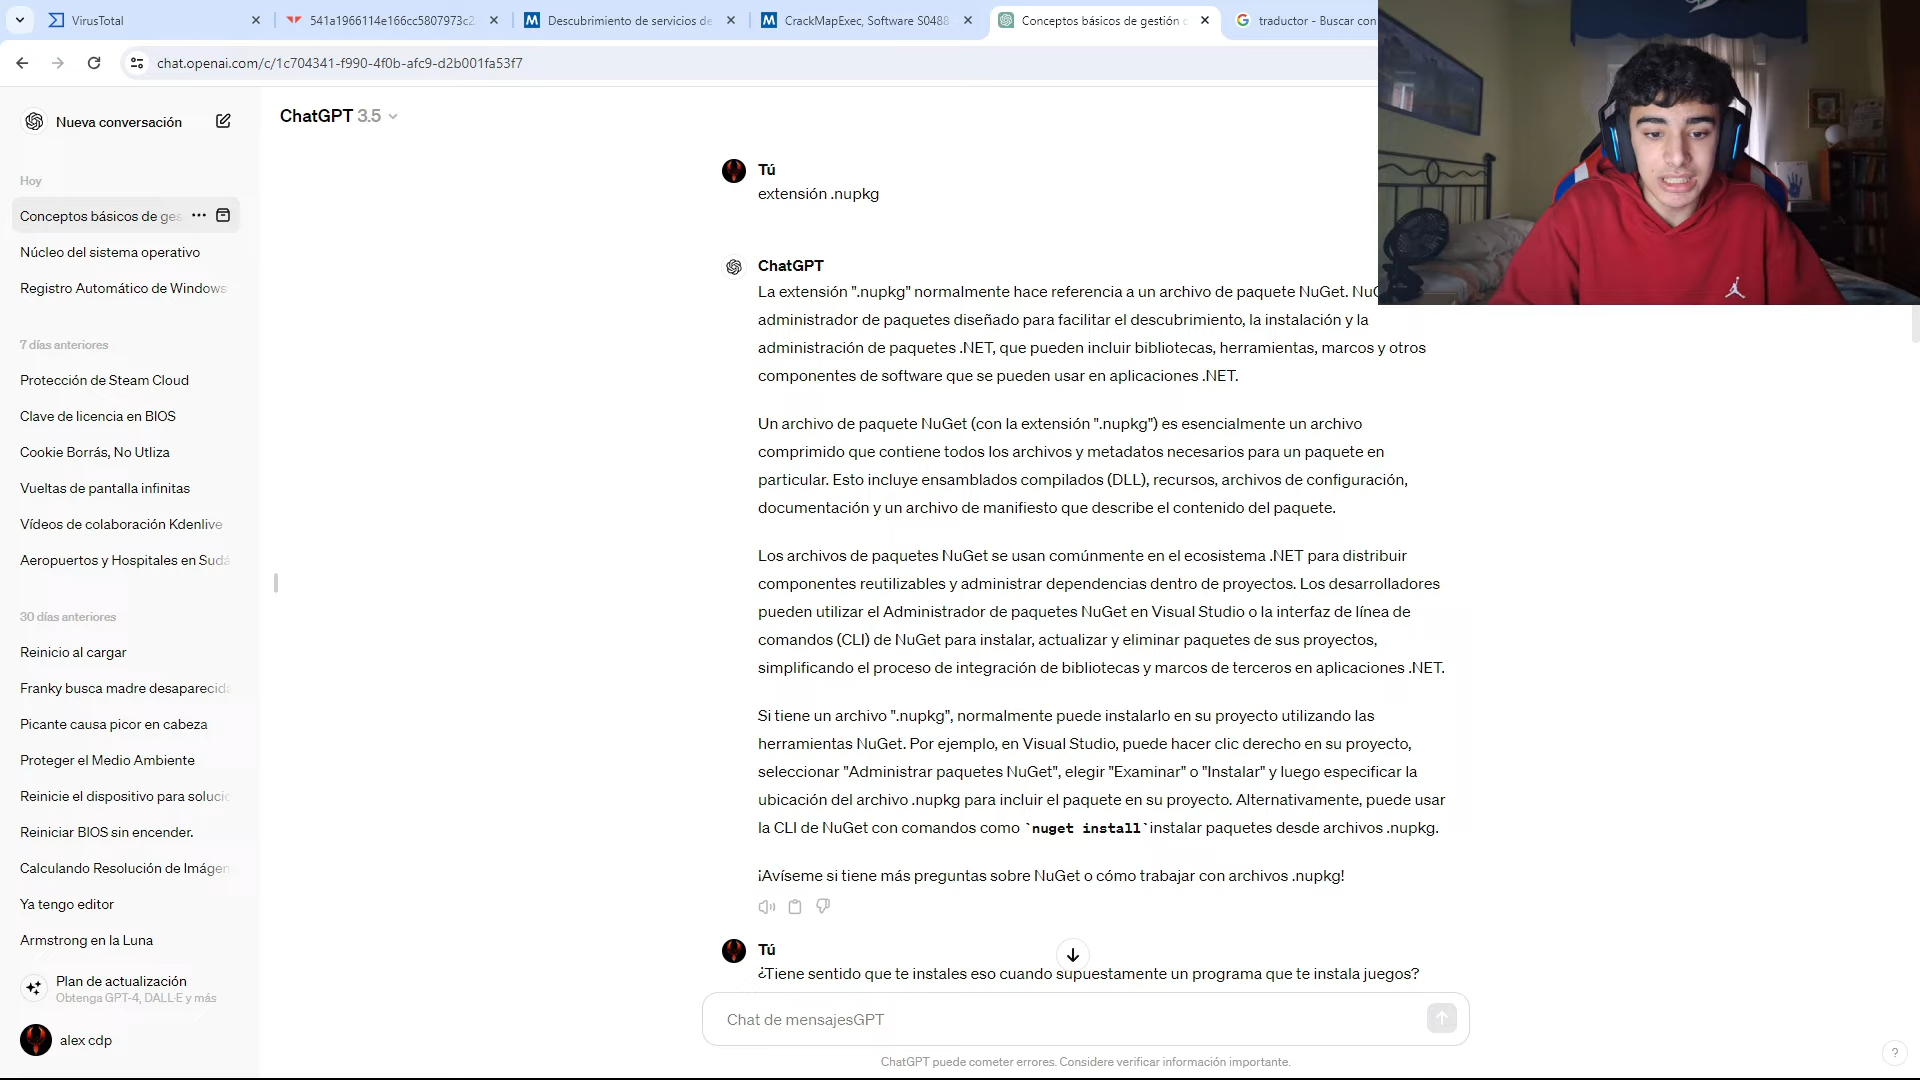 VirusTotal
541a1966114e166cc5807973c2
Descubrimiento de servicios de
CrackMapExec, Software S0488
Conceptos básicos de gestión
traductor - Buscar con
chat.openai.com/c/1c704341-f990-4f0b-afc9-d2b001fa53f7
Nueva conversación
ChatGPT 3.5
Hoy
Conceptos básicos de ges
Núcleo del sistema operativo
Registro Automático de Windows
7 días anteriores
Protección de Steam Cloud
Clave de licencia en BIOS
Cookie Borrás, No Utliza
Vueltas de pantalla infinitas
Vídeos de colaboración Kdenlive
Aeropuertos y Hospitales en Sudá
30 días anteriores
Reinicio al cargar
Franky busca madre desaparecida
Picante causa picor en cabeza
Proteger el Medio Ambiente
Reinicie el dispositivo para soluci
Reiniciar BIOS sin encender.
Calculando Resolución de Imágen
Ya tengo editor
Armstrong en la Luna
Plan de actualización
Obtenga GPT-4, DALL·E y más
alex cdp
Tú
extensión .nupkg
ChatGPT
La extensión ".nupkg" normalmente hace referencia a un archivo de paquete NuGet. NuG
administrador de paquetes diseñado para facilitar el descubrimiento, la instalación y la
administración de paquetes .NET, que pueden incluir bibliotecas, herramientas, marcos y otros
componentes de software que se pueden usar en aplicaciones .NET.
Un archivo de paquete NuGet (con la extensión ".nupkg") es esencialmente un archivo
comprimido que contiene todos los archivos y metadatos necesarios para un paquete en
particular. Esto incluye ensamblados compilados (DLL), recursos, archivos de configuración,
documentación y un archivo de manifiesto que describe el contenido del paquete.
Los archivos de paquetes NuGet se usan comúnmente en el ecosistema .NET para distribuir
componentes reutilizables y administrar dependencias dentro de proyectos. Los desarrolladores
pueden utilizar el Administrador de paquetes NuGet en Visual Studio o la interfaz de línea de
comandos (CLI) de NuGet para instalar, actualizar y eliminar paquetes de sus proyectos,
simplificando el proceso de integración de bibliotecas y marcos de terceros en aplicaciones .NET.
Si tiene un archivo ".nupkg", normalmente puede instalarlo en su proyecto utilizando las
herramientas NuGet. Por ejemplo, en Visual Studio, puede hacer clic derecho en su proyecto,
seleccionar "Administrar paquetes NuGet", elegir "Examinar" o "Instalar" y luego especificar la
ubicación del archivo .nupkg para incluir el paquete en su proyecto. Alternativamente, puede usar
la CLI de NuGet con comandos como `nuget install`instalar paquetes desde archivos .nupkg.
¡Avíseme si tiene más preguntas sobre NuGet o cómo trabajar con archivos .nupkg!
Tú
¿Tiene sentido que te instales eso cuando supuestamente un programa que te instala juegos?
Chat de mensajesGPT
ChatGPT puede cometer errores. Considere verificar información importante.
?